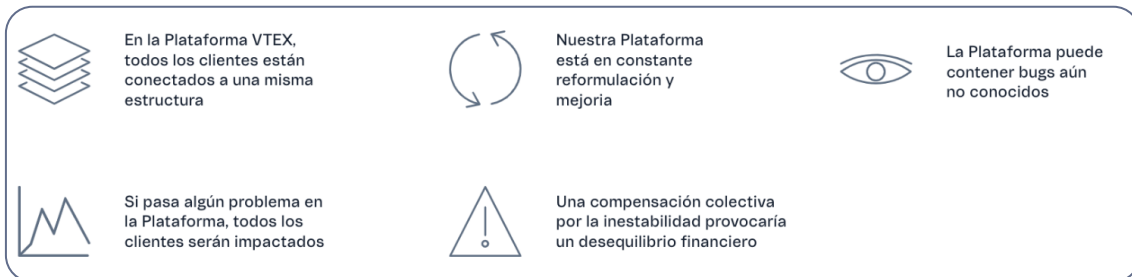 En la Plataforma VTEX,
todos los clientes están
conectados a una misma
estructura
Nuestra Plataforma
está en constante
reformulación y
mejoria
La Plataforma puede
contener bugs aún
no conocidos
Si pasa algún problema en
la Plataforma, todos los
clientes serán impactados
Una compensación colectiva
por la inestabilidad provocaría
un desequilibrio financiero